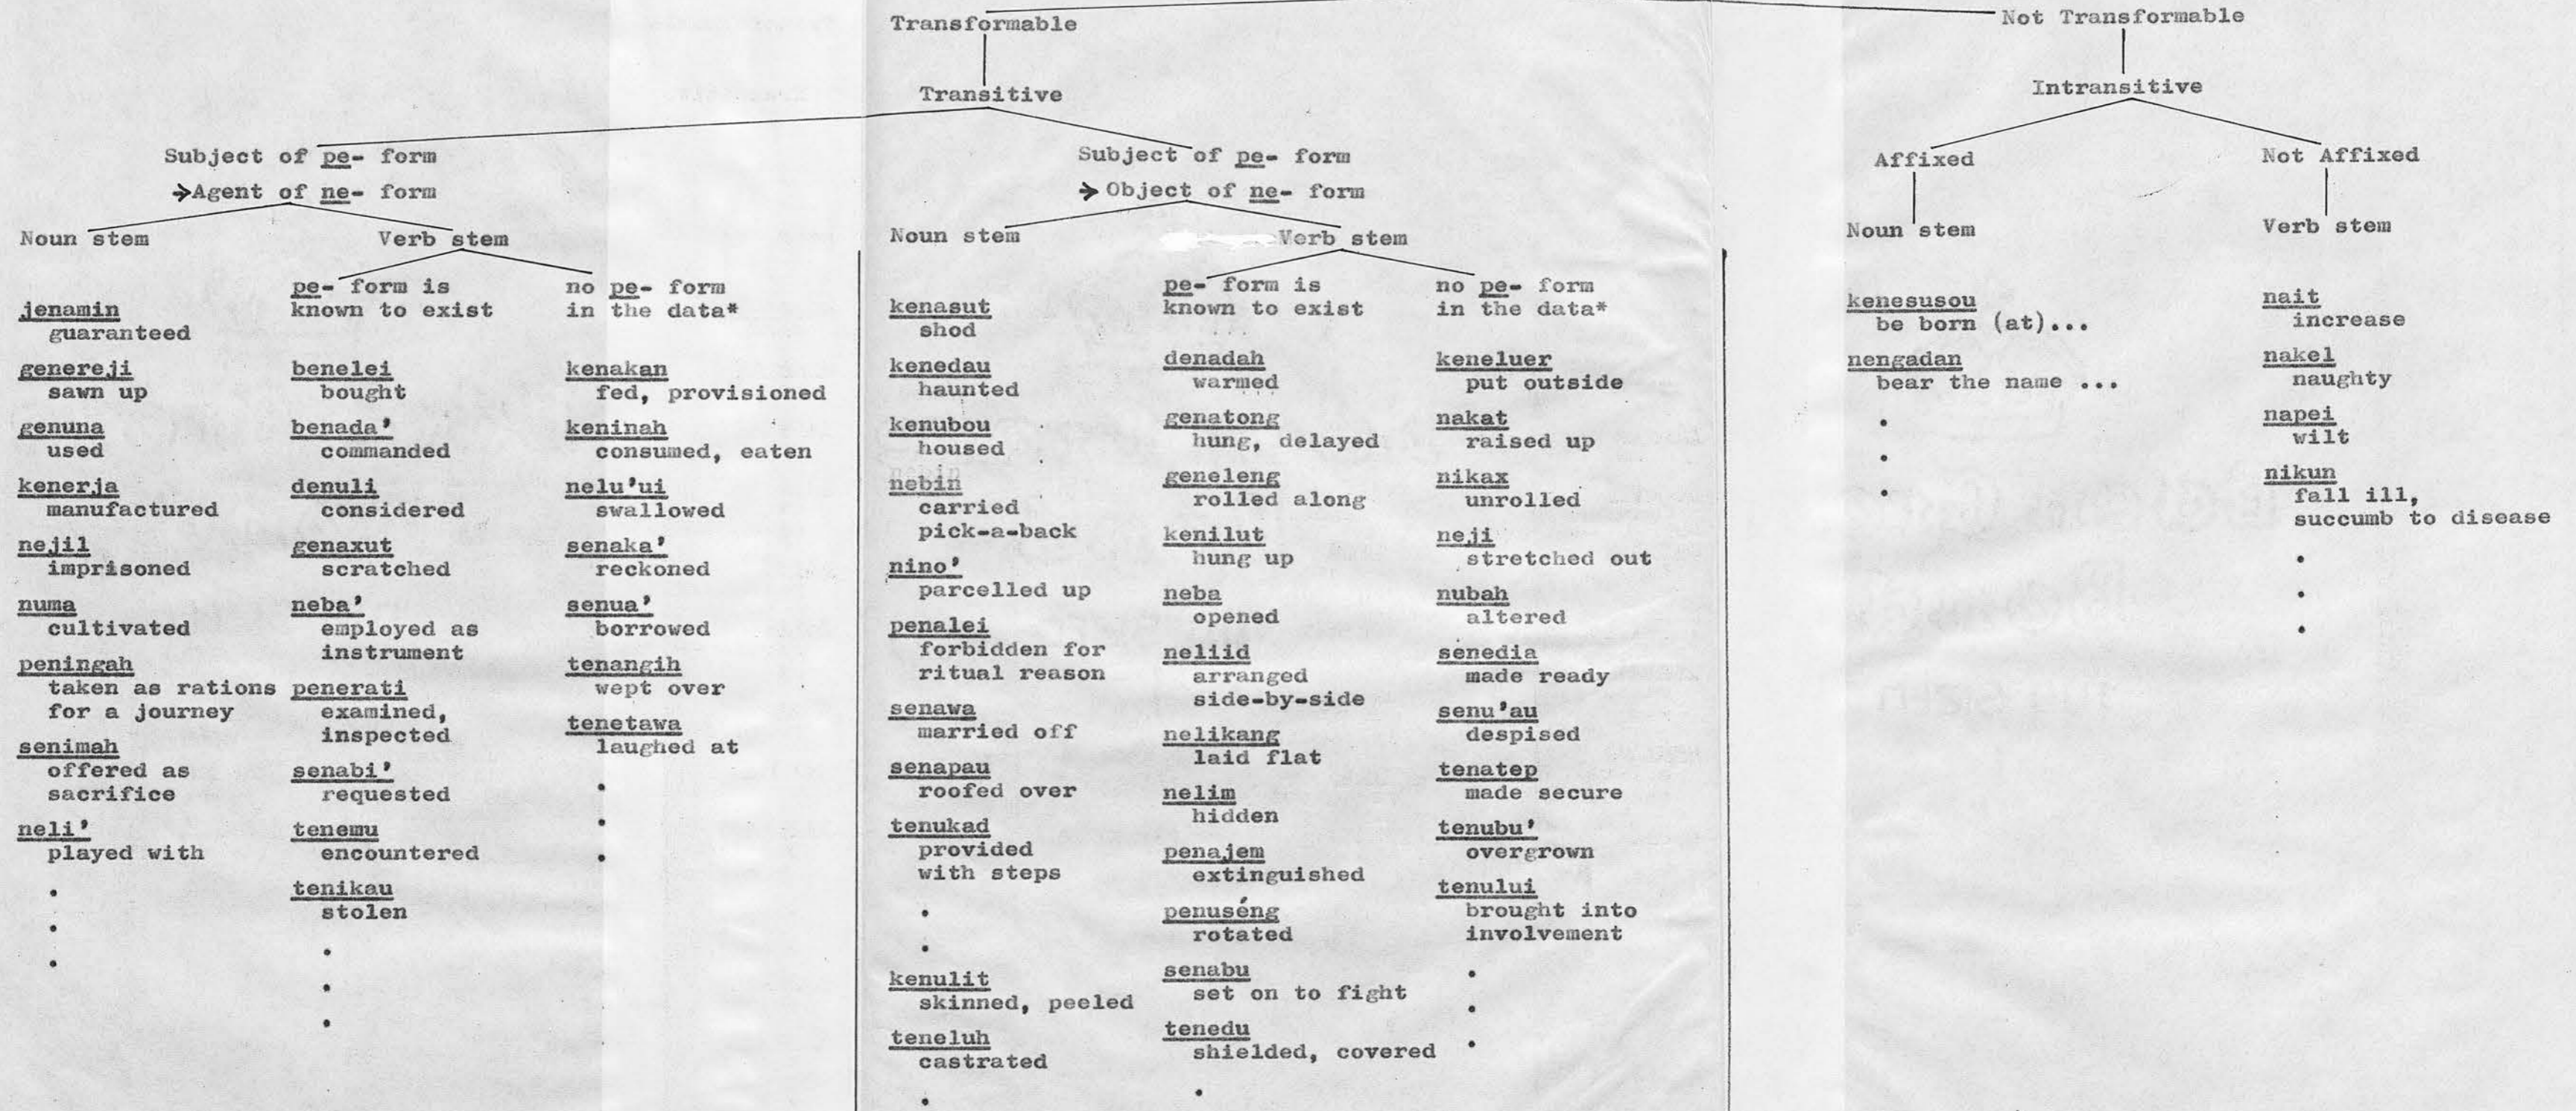 Transformable
Not Transformable
Transitive
Intransitive
Subject of pe- form
→Agent of ne- form
Noun stem
Verb stem
jenamin
guaranteed
genereji
sawn up
genuna
used
kenerja
manufactured
nejil
imprisoned
numa
cultivated
peningah
taken as rations
for a journey
senimah
offered as
sacrifice
neli'
played with
.
.
.
pe- form is
known to exist
benelei
bought
benada'
commanded
denuli
considered
genaxut
scratched
neba'
employed as
instrument
penerati
examined,
inspected
senabi'
requested
tenemu
encountered
tenikau
stolen
.
.
.
no pe- form
in the data*
kenakan
fed, provisioned
keninah
consumed, eaten
nelu'ui
swallowed
senaka'
reckoned
senua'
borrowed
tenangih
wept over
tenetawa
laughed at
.
.
.
Subject of pe- form
→ Object of ne- form
Noun stem
Verb stem
kenasut
shod
kenedau
haunted
kenubou
housed
nebin
carried
pick-a-back
nino'
parcelled up
penalei
forbidden for
ritual reason
senawa
married off
senapau
roofed over
tenukad
provided
with steps
.
.
kenulit
skinned, peeled
teneluh
castrated
.
pe- form is
known to exist
denadah
warmed
genatong
hung, delayed
geneleng
rolled along
kenilut
hung up
neba
opened
neliid
arranged
side-by-side
nelikang
laid flat
nelim
hidden
penajem
extinguished
penuséng
rotated
senabu
set on to fight
tenedu
shielded, covered
.
no pe- form
in the data*
keneluer
put outside
nakat
raised up
nikax
unrolled
neji
stretched out
nubah
altered
senedia
made ready
senu'au
despised
tenatep
made secure
tenubu'
overgrown
tenului
brought into
involvement
.
.
.
Affixed
Noun stem
kenesusou
be born (at)...
nengadan
bear the name ...
.
.
.
Not Affixed
Verb stem
nait
increase
nakel
naughty
napei
wilt
nikun
fall ill,
succumb to disease
.
.
.